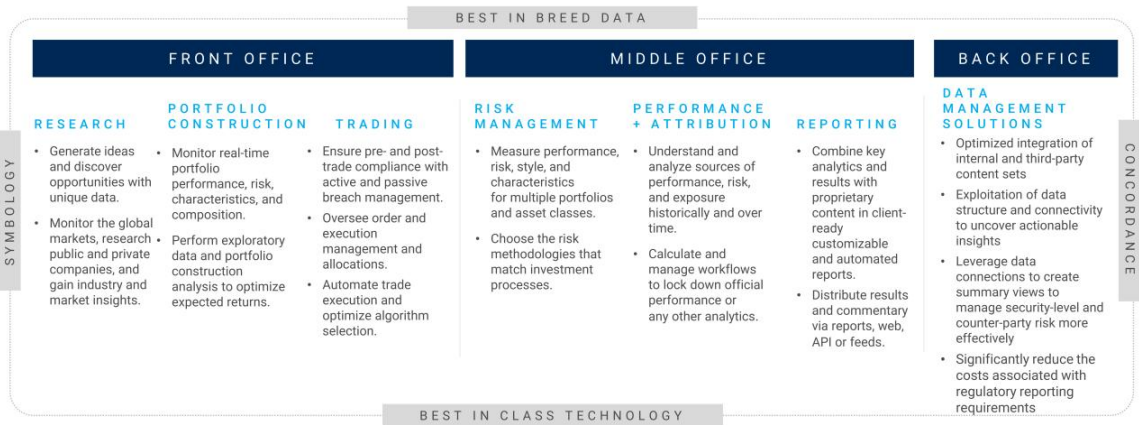 BEST IN BREED DATA
SYMBOLOGY
FRONT OFFICE
RESEARCH
• Generate ideas
and discover
opportunities with
unique data.
• Monitor the global
markets, research
public and private
companies, and
gain industry and
market insights.
PORTFOLIO
CONSTRUCTION
• Monitor real-time
portfolio
performance, risk,
characteristics, and
composition.
• Perform exploratory
data and portfolio
construction
analysis to optimize
expected returns.
TRADING
• Ensure pre- and post-
trade compliance with
active and passive
breach management.
• Oversee order and
execution
management and
allocations.
• Automate trade
execution and
optimize algorithm
selection.
MIDDLE OFFICE
RISK
MANAGEMENT
• Measure performance,
risk, style, and
characteristics
for multiple portfolios
and asset classes.
• Choose the risk
methodologies that
match investment
processes.
PERFORMANCE
+ ATTRIBUTION
• Understand and
analyze sources of
performance, risk,
and exposure
historically and over
time.
• Calculate and
manage workflows
to lock down official
performance or
any other analytics.
REPORTING
• Combine key
analytics and
results with
proprietary
content in client-
ready
customizable
and automated
reports.
• Distribute results
and commentary
via reports, web,
API or feeds.
BACK OFFICE
DATA
MANAGEMENT
SOLUTIONS
• Optimized integration of
internal and third-party
content sets
• Exploitation of data
structure and connectivity
to uncover actionable
insights
• Leverage data
connections to create
summary views to
manage security-level and
counter-party risk more
effectively
• Significantly reduce the
costs associated with
regulatory reporting
requirements
CONCORDANCE
BEST IN CLASS TECHNOLOGY